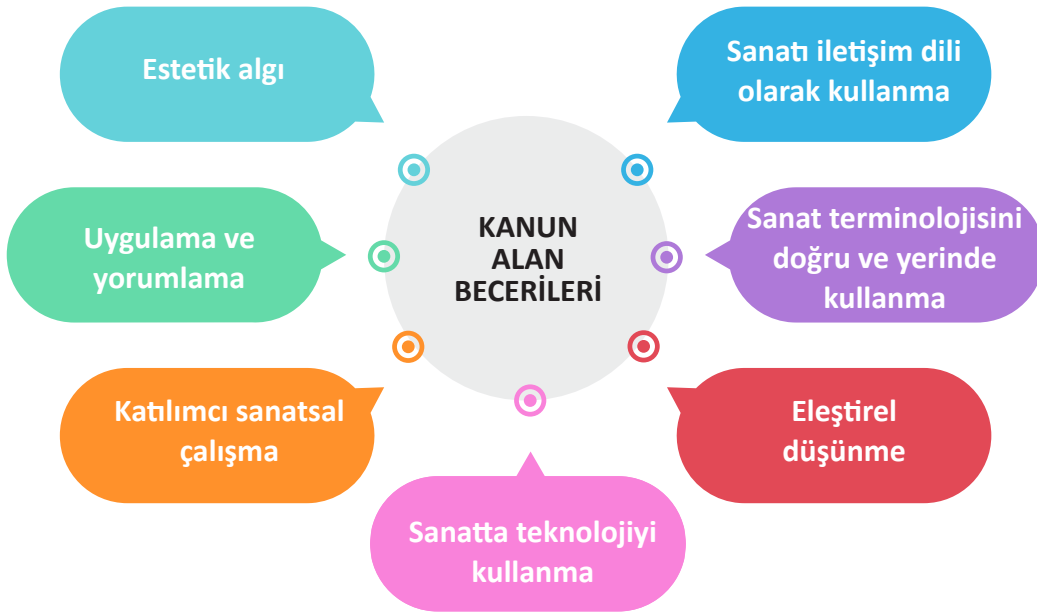 Estetik algı
Sanatı iletişim dili
olarak kullanma
Uygulama ve
yorumlama
KANUN
ALAN
BECERİLERİ
Sanat terminolojisini
doğru ve yerinde
kullanma
Katılımcı sanatsal
çalışma
Eleştirel
düşünme
Sanatta teknolojiyi
kullanma